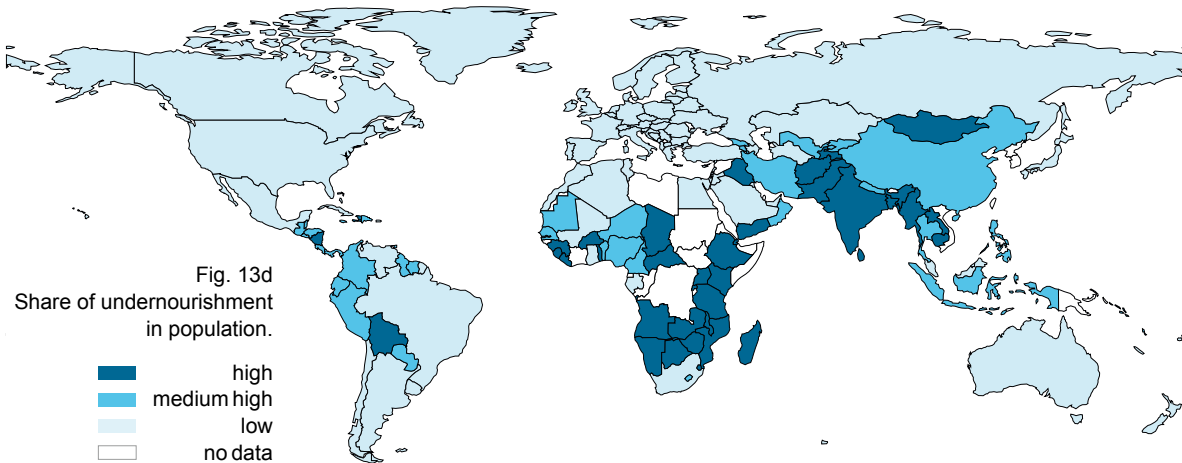 Fig. 13d
Share of undernourishment
in population.
high
medium high
low
no data